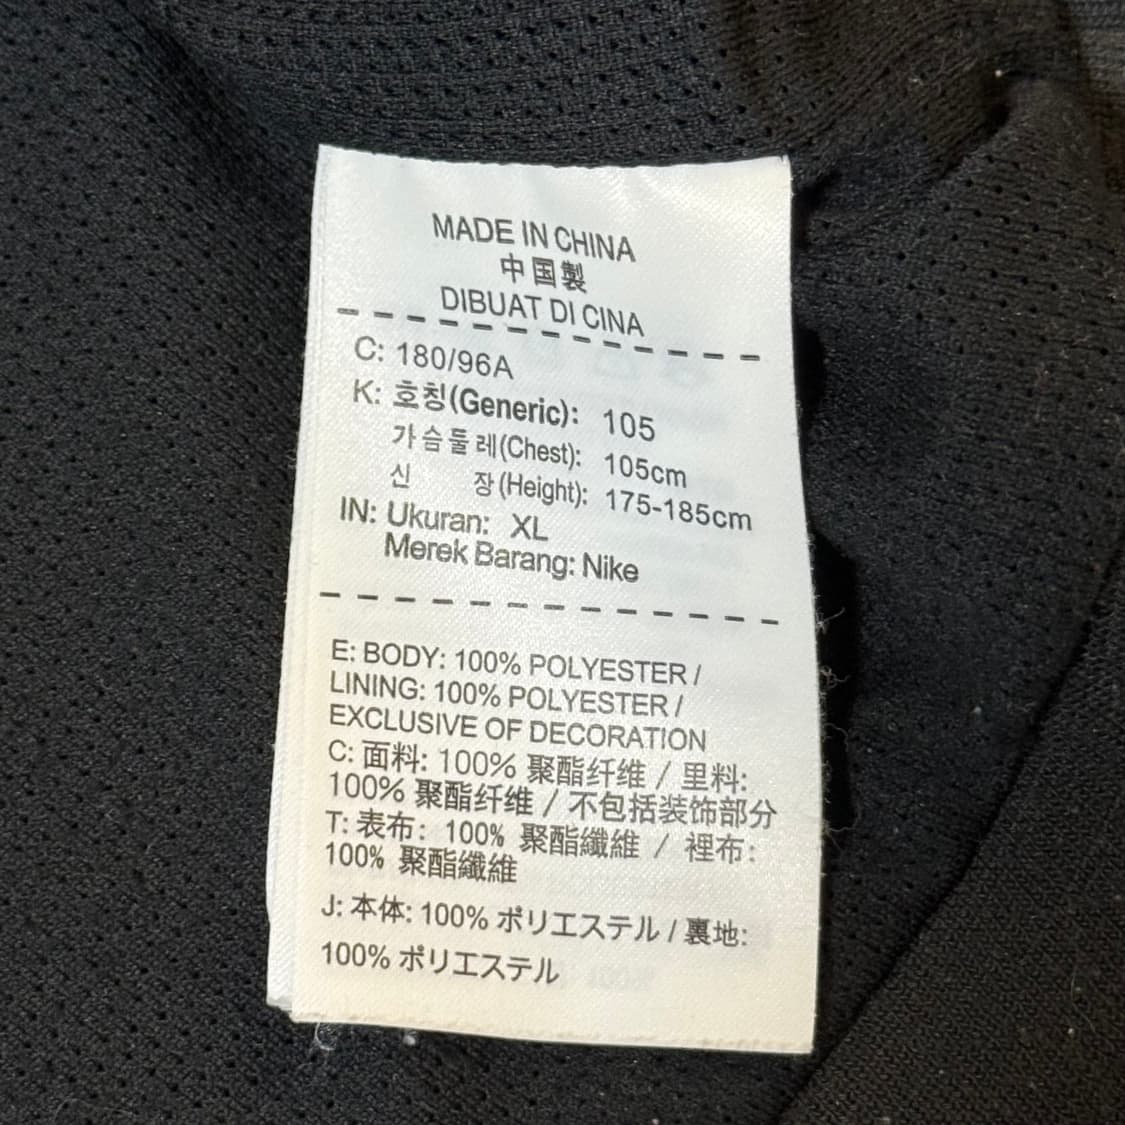 MADE IN CHINA
中国製
DIBUAT DI CINA
C: 180/96A
K: 호칭(Generic): 105
가슴둘레(Chest): 105cm
신 장(Height): 175-185cm
IN: Ukuran: XL
Merek Barang: Nike
E: BODY: 100% POLYESTER /
LINING: 100% POLYESTER /
EXCLUSIVE OF DECORATION
C: 面料: 100% 聚酯纤维 / 里料:
100% 聚酯纤维 / 不包括装饰部分
T: 表布: 100% 聚酯纖維 / 裡布:
100% 聚酯纖維
J: 本体: 100% ポリエステル / 裏地:
100% ポリエステル